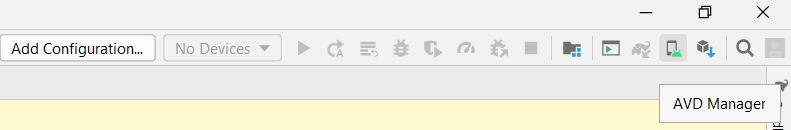 Add Configuration...
No Devices
AVD Manager